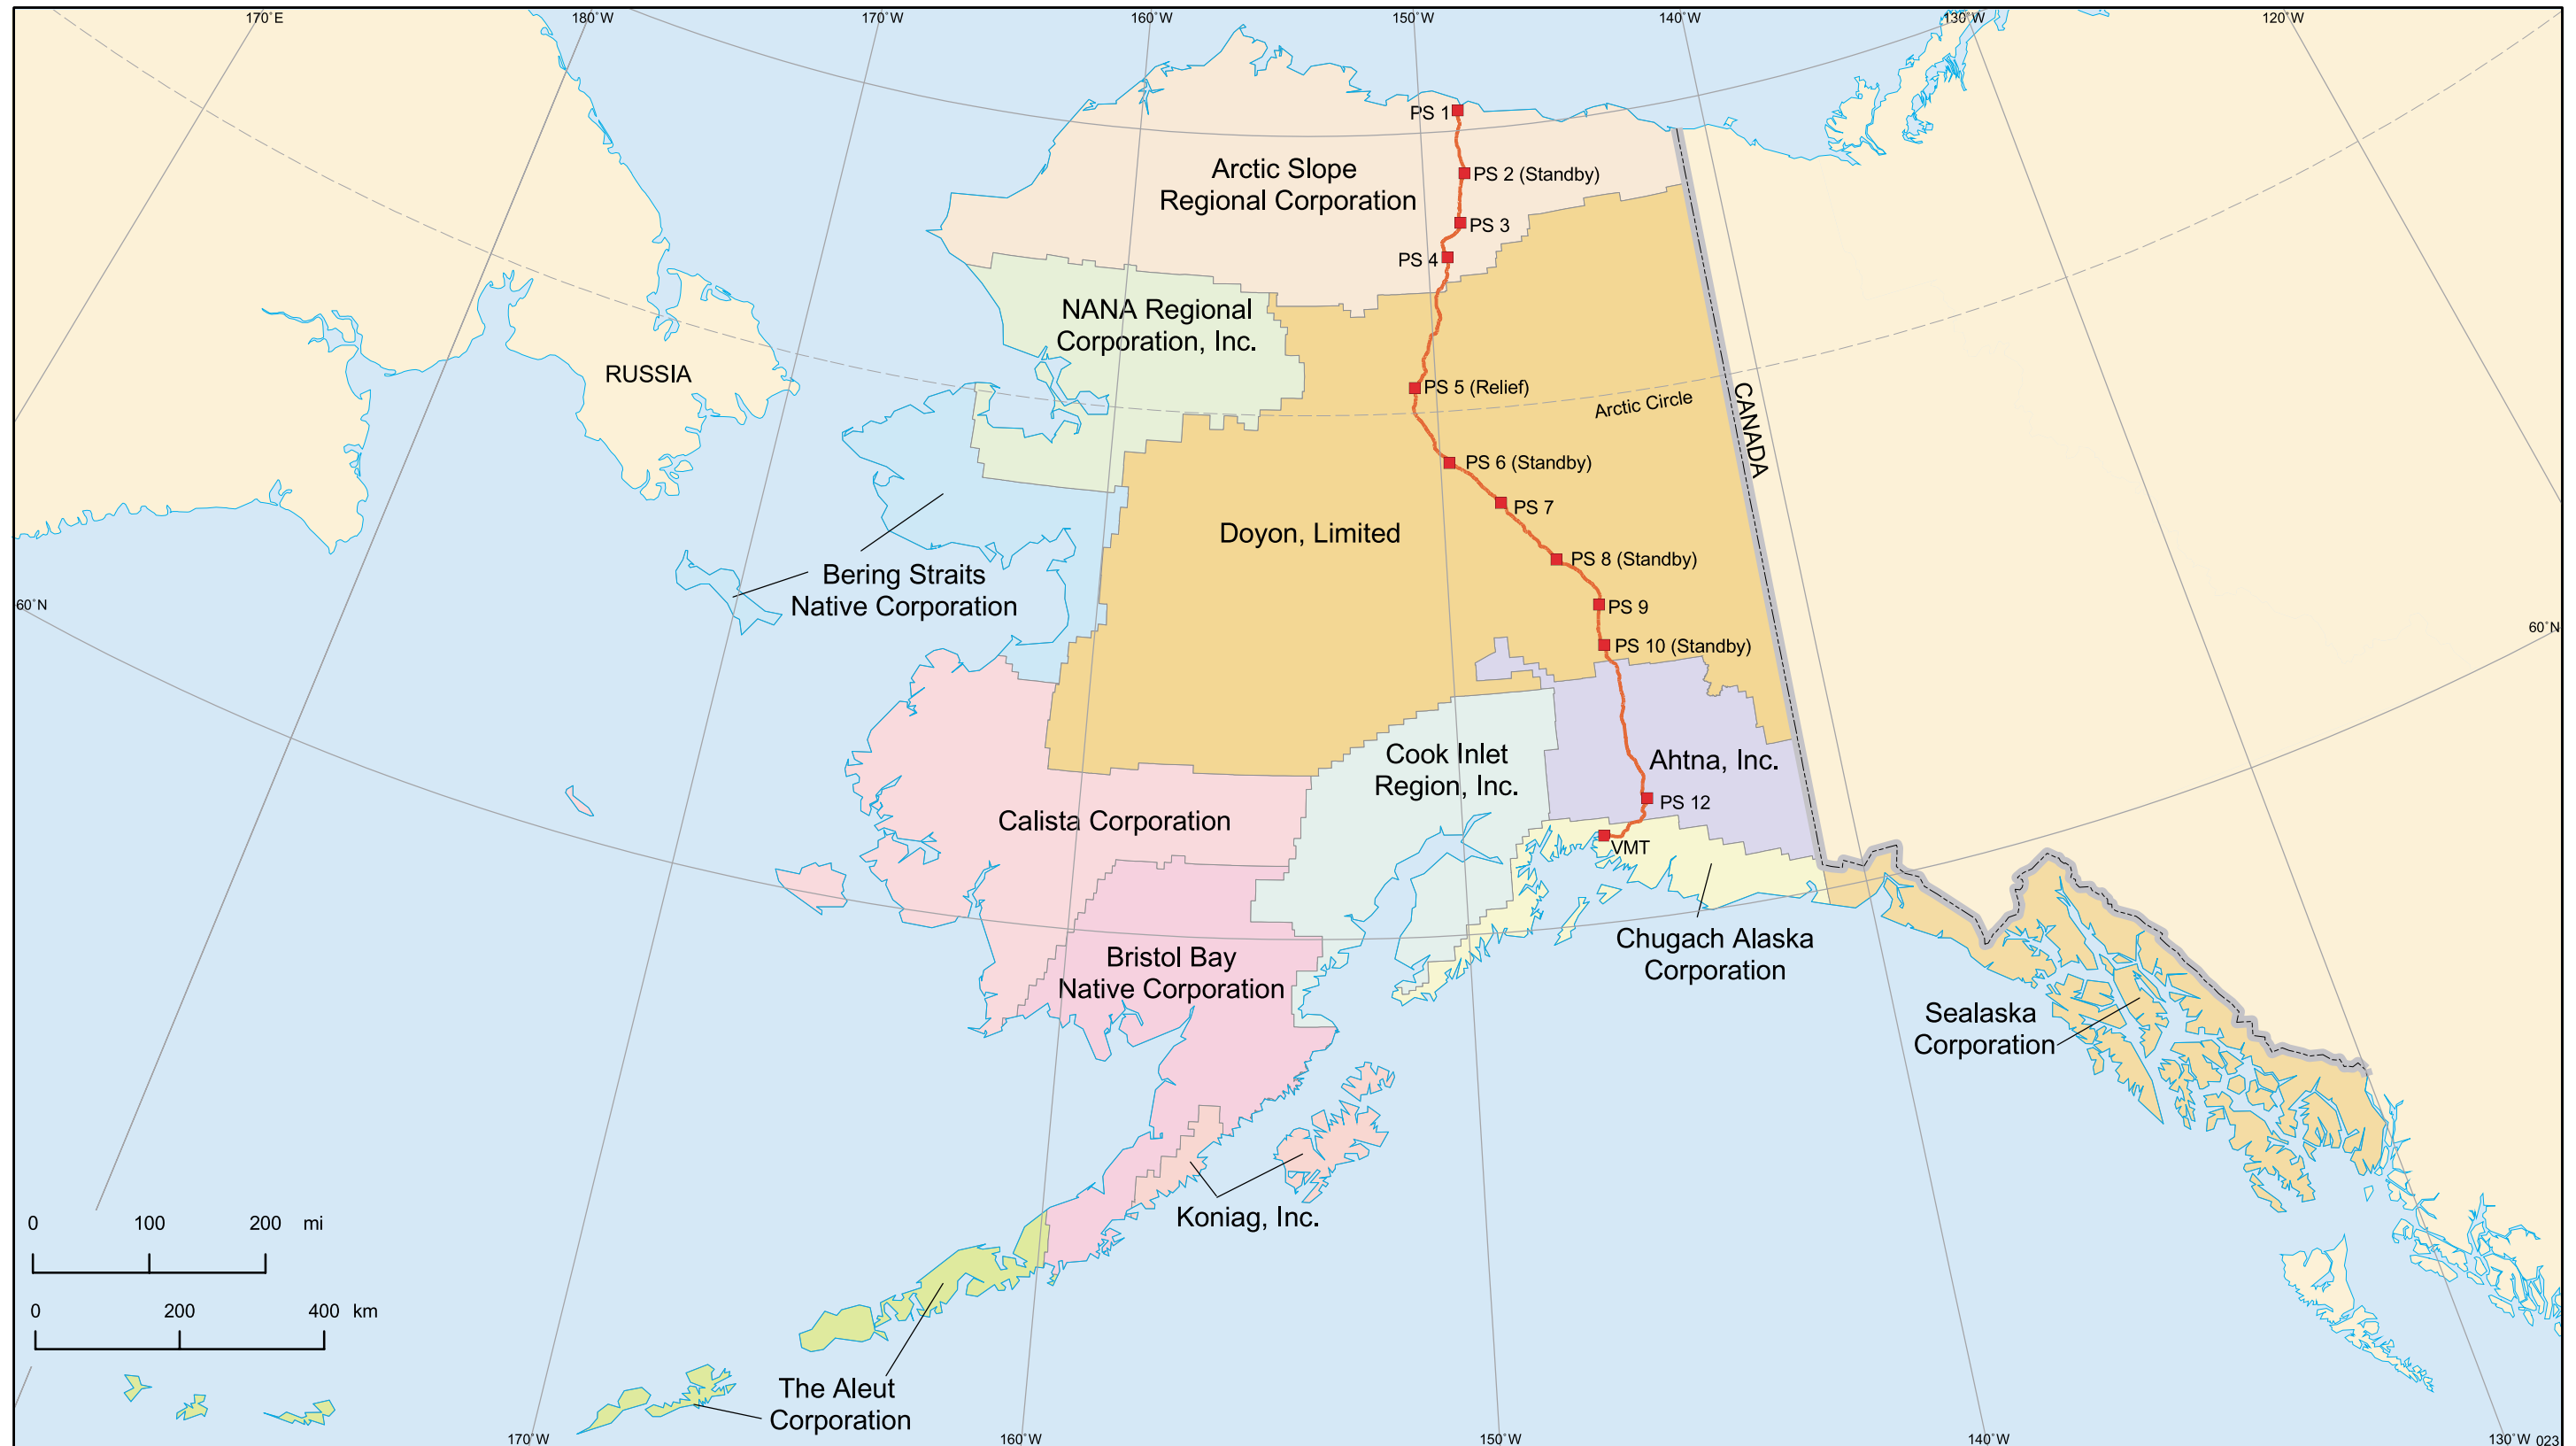 170°E
180°W
170°W
160°W
150°W
140°W
130°W
120°W
PS 1
Arctic Slope
Regional Corporation
PS 2 (Standby)
PS 3
PS 4
NANA Regional
Corporation, Inc.
RUSSIA
PS 5 (Relief)
Arctic Circle
CANADA
PS 6 (Standby)
PS 7
Doyon, Limited
PS 8 (Standby)
Bering Straits
Native Corporation
60°N
PS 9
60°N
PS 10 (Standby)
Cook Inlet
Region, Inc.
Ahtna, Inc.
PS 12
Calista Corporation
VMT
Chugach Alaska
Corporation
Bristol Bay
Native Corporation
Sealaska
Corporation
Koniag, Inc.
0 100 200 mi
0 200 400 km
The Aleut
Corporation
170°W
160°W
150°W
140°W
130°W
023